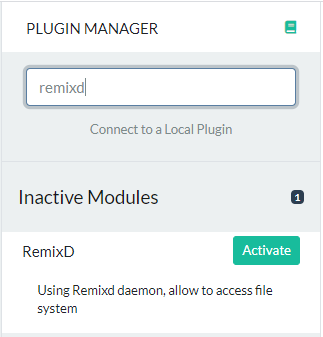 PLUGIN MANAGER
remixd
Connect to a Local Plugin
Inactive Modules 1
RemixD Activate
Using Remixd daemon, allow to access file
system